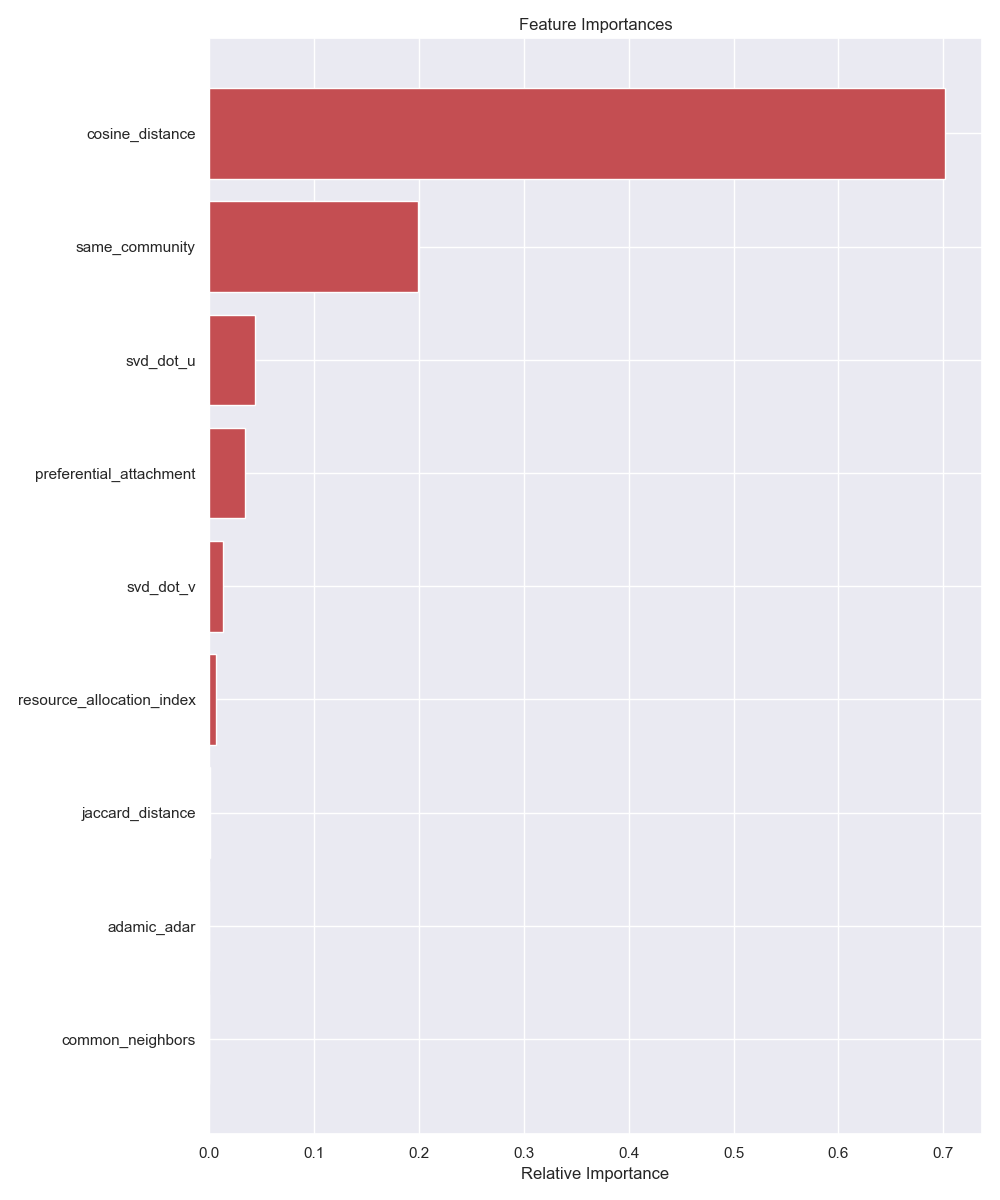 Feature Importances
cosine_distance
same_community
svd_dot_u
preferential_attachment
svd_dot_v
resource_allocation_index
jaccard_distance
adamic_adar
common_neighbors
0.0 0.1 0.2 0.3 0.4 0.5 0.6 0.7
Relative Importance